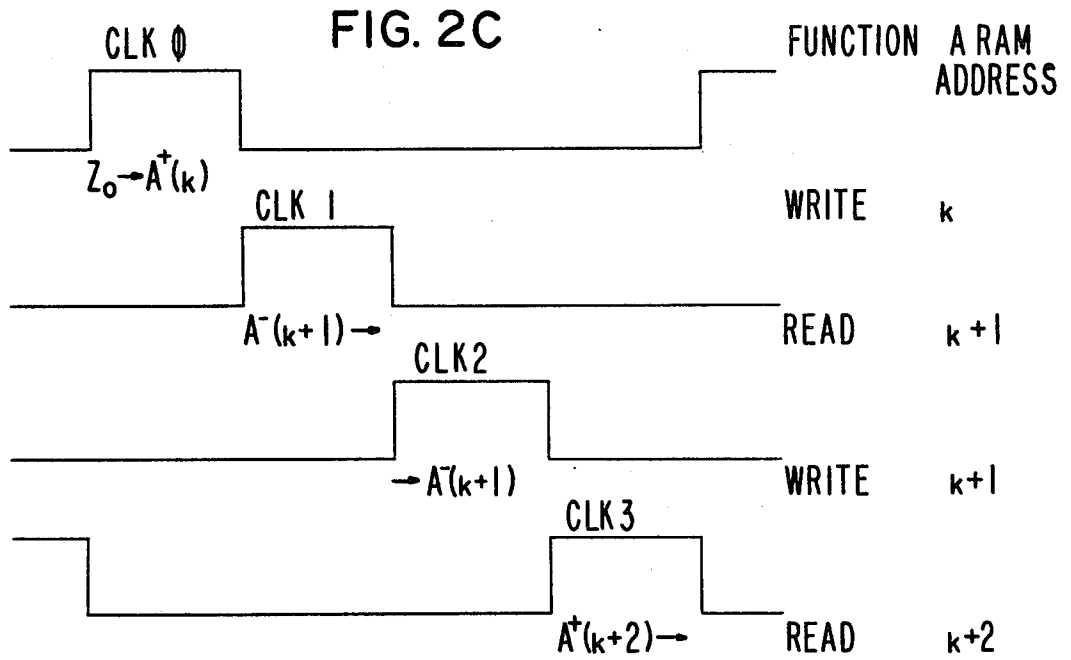 FIG. 2C
CLK 0 FUNCTION A RAM
ADDRESS
Z₀→A⁺(k)
CLK 1 WRITE k
A⁻(k+1)→ READ k+1
CLK2
→A⁻(k+1) WRITE k+1
CLK3
A⁺(k+2)→ READ k+2